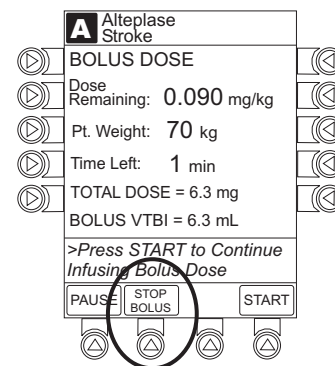 A Alteplase
Stroke
BOLUS DOSE
Dose
Remaining: 0.090 mg/kg
Pt. Weight: 70 kg
Time Left: 1 min
TOTAL DOSE = 6.3 mg
BOLUS VTBI = 6.3 mL
>Press START to Continue
Infusing Bolus Dose
PAUSE STOP BOLUS START